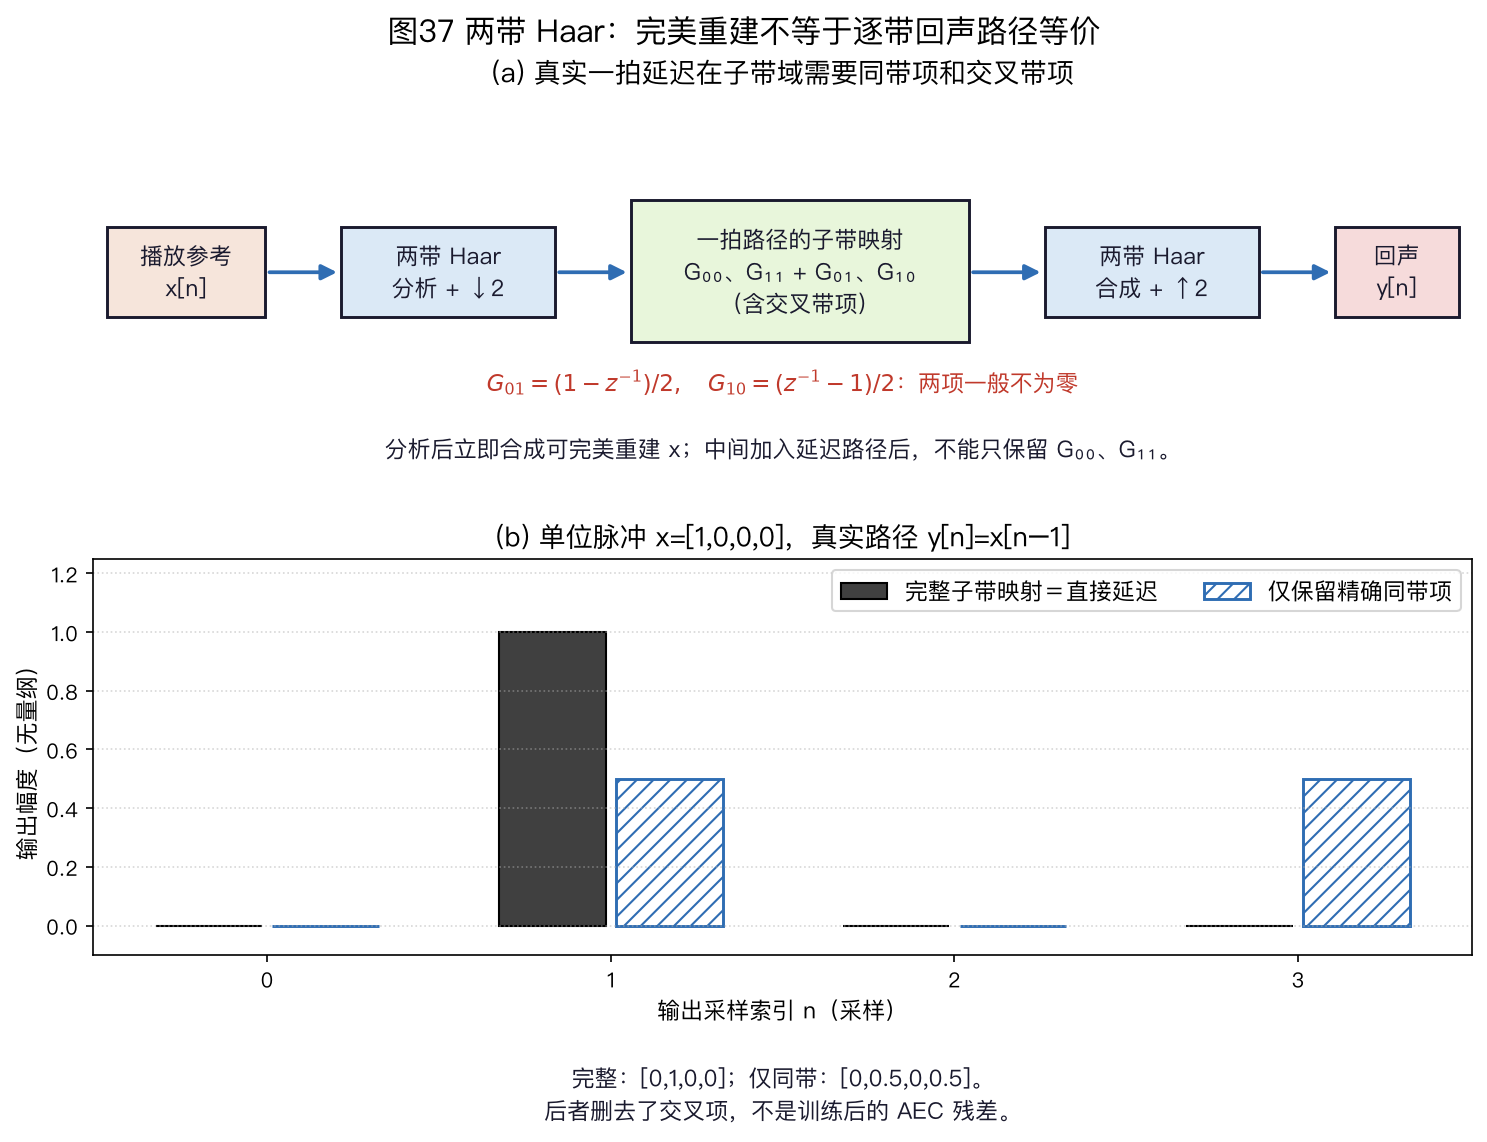 图37 两带 Haar：完美重建不等于逐带回声路径等价
(a) 真实一拍延迟在子带域需要同带项和交叉带项
播放参考
x[n]
两带 Haar
分析 + ↓2
一拍路径的子带映射
G₀₀、G₁₁ + G₀₁、G₁₀
(含交叉带项)
两带 Haar
合成 + ↑2
回声
y[n]
G₀₁ = (1 − z⁻¹)/2, G₁₀ = (z⁻¹ − 1)/2：两项一般不为零
分析后立即合成可完美重建 x；中间加入延迟路径后，不能只保留 G₀₀、G₁₁。
(b) 单位脉冲 x=[1,0,0,0]，真实路径 y[n]=x[n−1]
完整子带映射＝直接延迟
仅保留精确同带项
输出幅度（无量纲）
1.2
1.0
0.8
0.6
0.4
0.2
0.0
0 1 2 3
输出采样索引 n（采样）
完整：[0,1,0,0]；仅同带：[0,0.5,0,0.5]。
后者删去了交叉项，不是训练后的 AEC 残差。